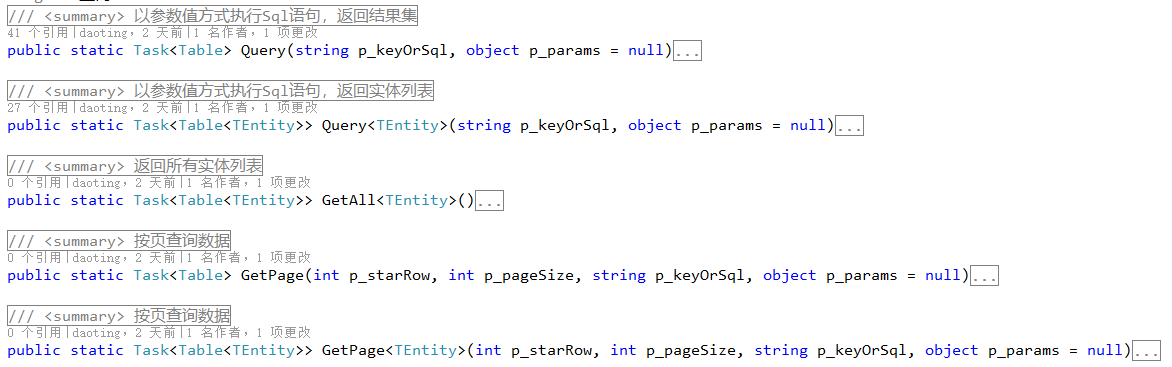 /// <summary> 以参数值方式执行Sql语句，返回结果集
41 个引用|daoting，2 天前|1 名作者，1 项更改
public static Task<Table> Query(string p_keyOrSql, object p_params = null)...
/// <summary> 以参数值方式执行Sql语句，返回实体列表
27 个引用|daoting，2 天前|1 名作者，1 项更改
public static Task<Table<TEntity>> Query<TEntity>(string p_keyOrSql, object p_params = null)...
/// <summary> 返回所有实体列表
0 个引用|daoting，2 天前|1 名作者，1 项更改
public static Task<Table<TEntity>> GetAll<TEntity>()...
/// <summary> 按页查询数据
0 个引用|daoting，2 天前|1 名作者，1 项更改
public static Task<Table> GetPage(int p_starRow, int p_pageSize, string p_keyOrSql, object p_params = null)...
/// <summary> 按页查询数据
0 个引用|daoting，2 天前|1 名作者，1 项更改
public static Task<Table<TEntity>> GetPage<TEntity>(int p_starRow, int p_pageSize, string p_keyOrSql, object p_params = null)...